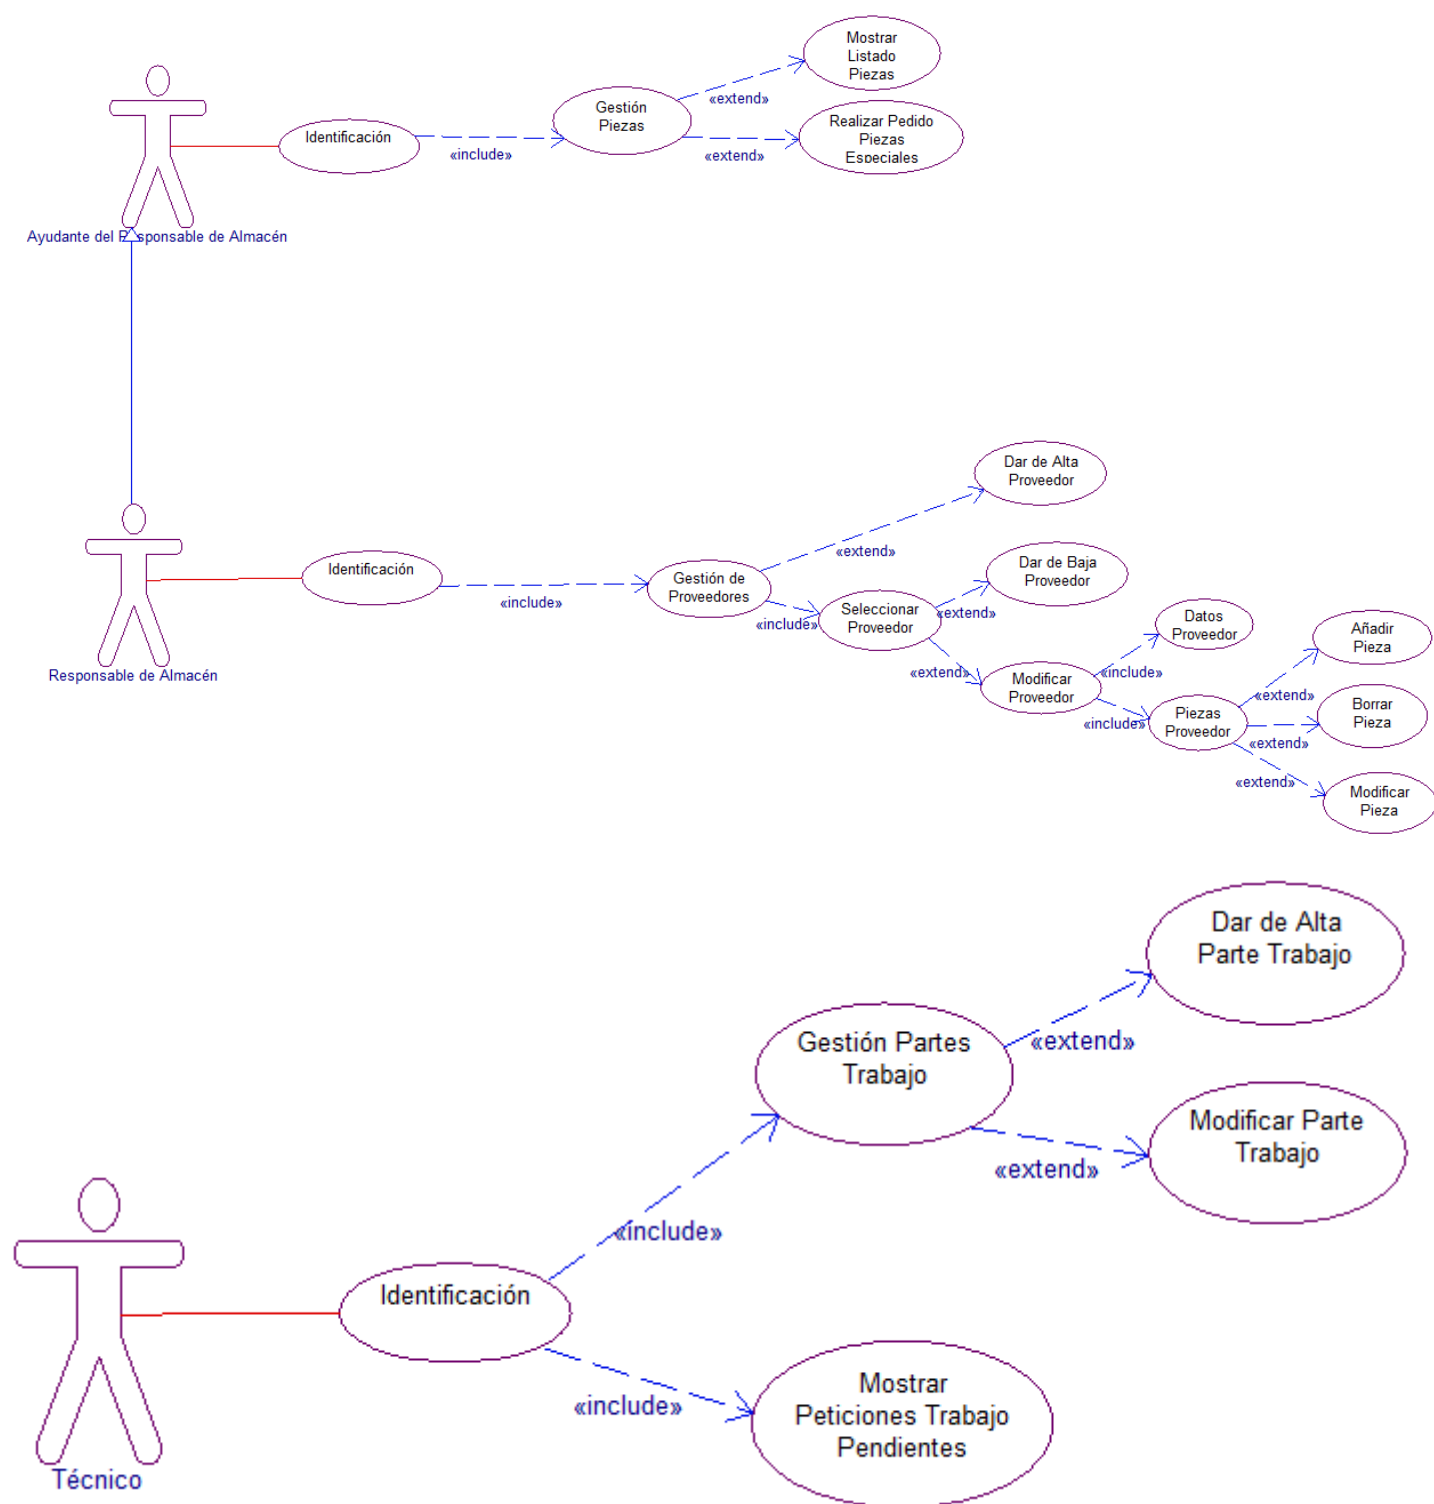 Mostrar
Listado
Piezas
«extend»
Gestión
Piezas
Realizar Pedido
Piezas
Especiales
«extend»
Identificación
«include»
Ayudante del Responsable de Almacén
Dar de Alta
Proveedor
«extend»
Identificación
«include»
Gestión de
Proveedores
«include»
Seleccionar
Proveedor
«extend»
Dar de Baja
Proveedor
«extend»
Modificar
Proveedor
«include»
Datos
Proveedor
«include»
Piezas
Proveedor
«extend»
Añadir
Pieza
«extend»
Borrar
Pieza
«extend»
Modificar
Pieza
Responsable de Almacén
Dar de Alta
Parte Trabajo
«extend»
Gestión Partes
Trabajo
Modificar Parte
Trabajo
«extend»
«include»
Identificación
«include»
Mostrar
Peticiones Trabajo
Pendientes
Técnico